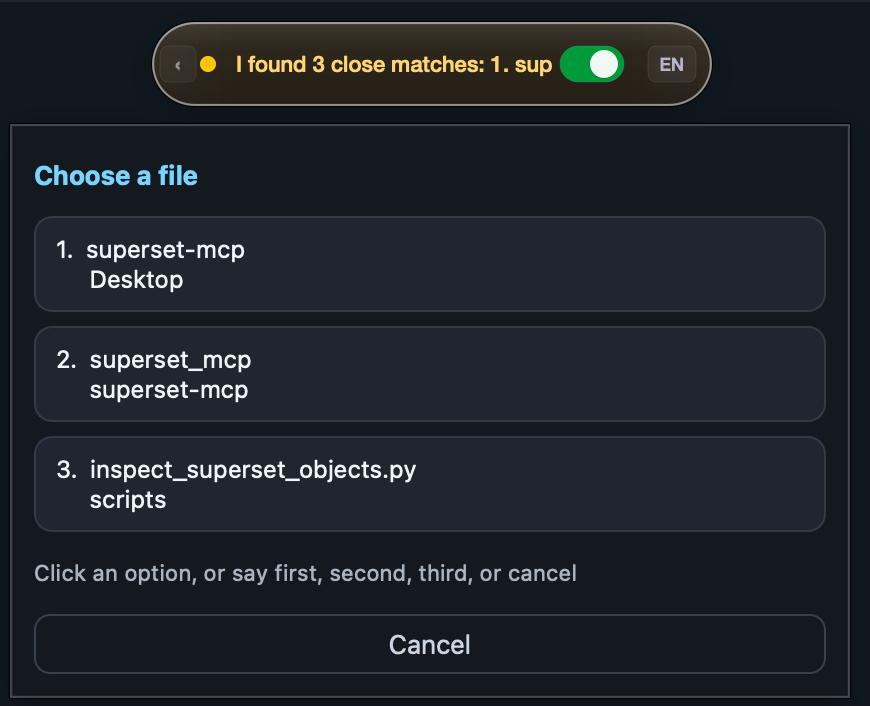 ‹ I found 3 close matches: 1. sup EN
Choose a file
1. superset-mcp
Desktop
2. superset_mcp
superset-mcp
3. inspect_superset_objects.py
scripts
Click an option, or say first, second, third, or cancel
Cancel